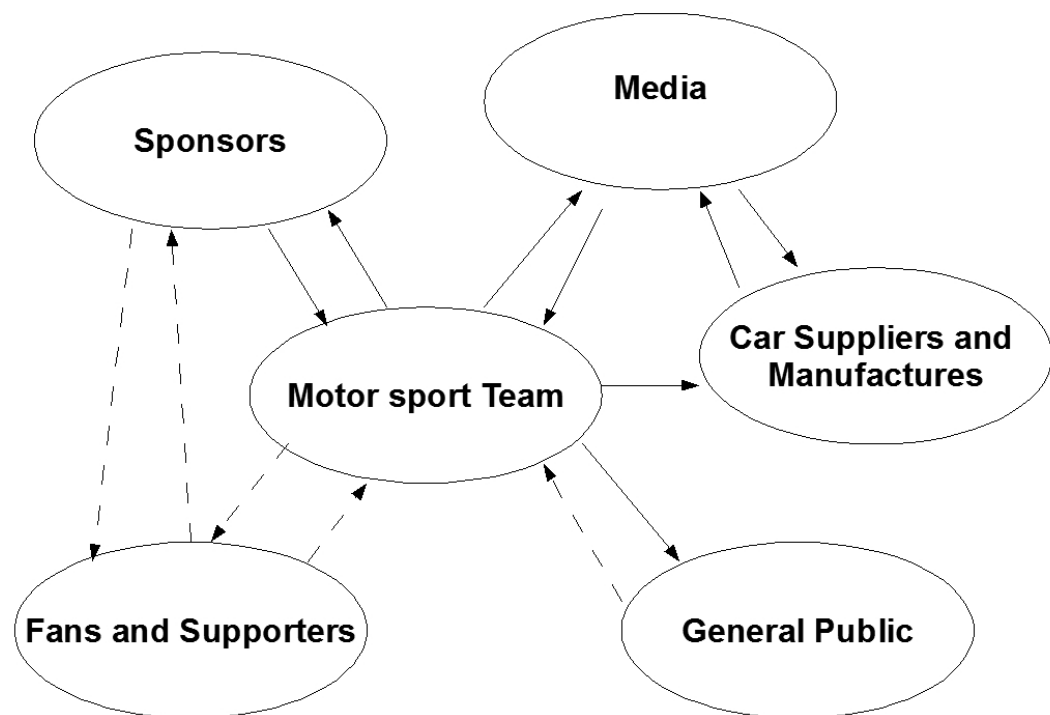 Sponsors
Media
Car Suppliers and
Manufactures
Motor sport Team
Fans and Supporters
General Public